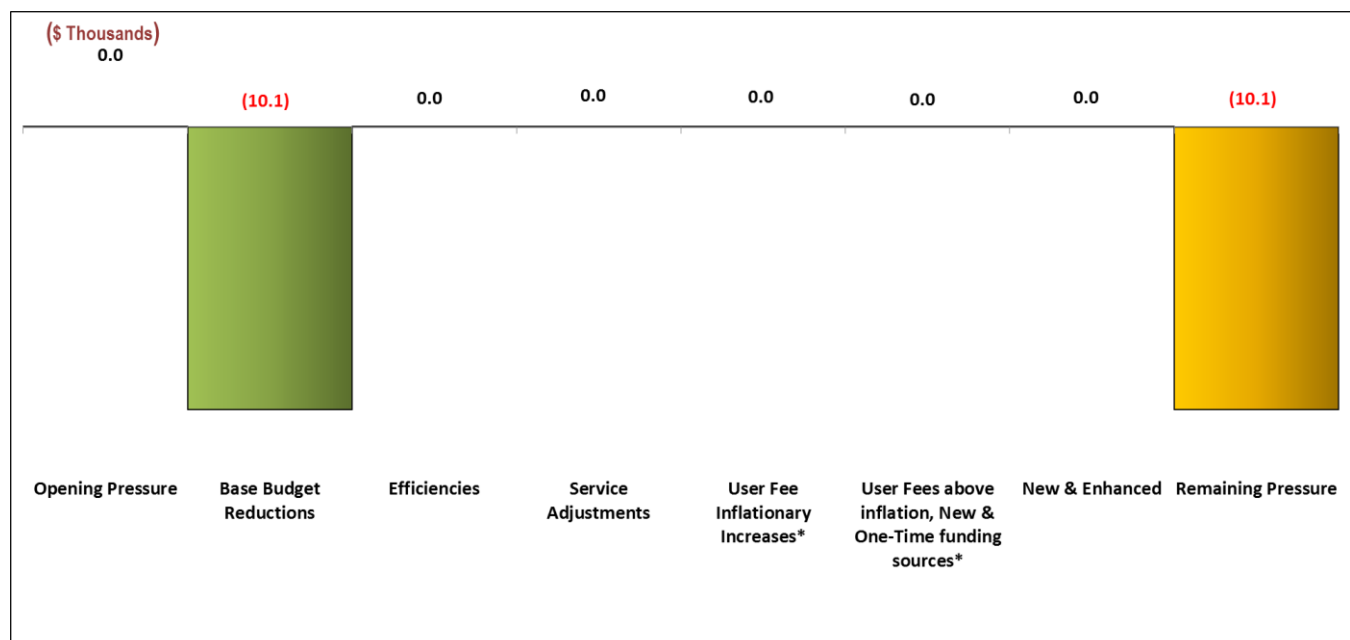 ($ Thousands)
0.0
(10.1)
0.0
0.0
0.0
0.0
0.0
(10.1)
Opening Pressure
Base Budget
Reductions
Efficiencies
Service
Adjustments
User Fee
Inflationary
Increases*
User Fees above
inflation, New &
One-Time funding
sources*
New & Enhanced
Remaining Pressure